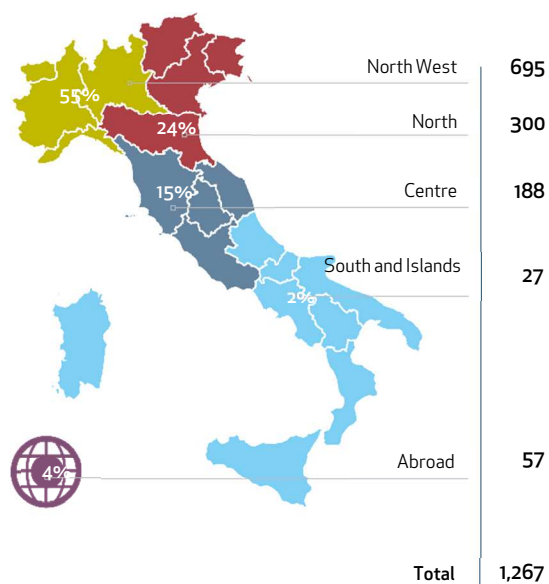 North West 695
55%
North 300
24%
Centre 188
15%
South and Islands 27
2%
Abroad 57
4%
Total 1,267